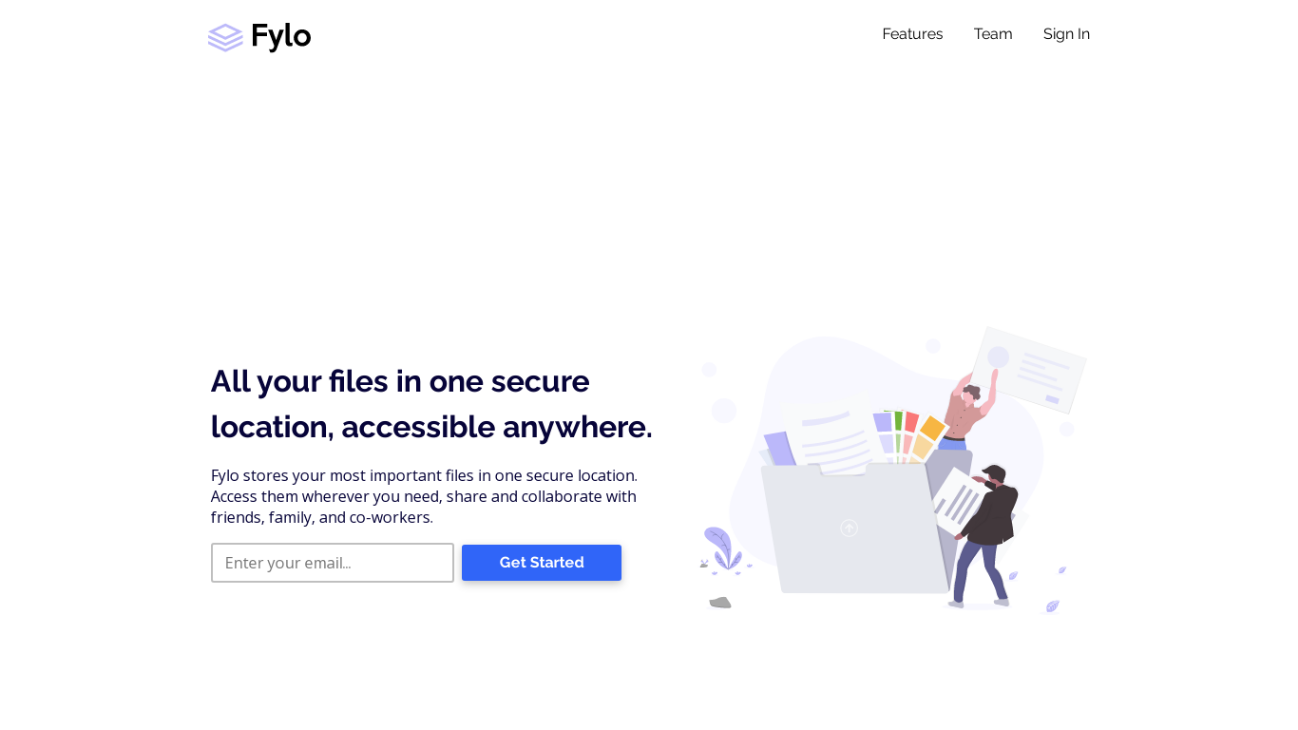 Fylo
Features
Team
Sign In
All your files in one secure
location, accessible anywhere.
Fylo stores your most important files in one secure location.
Access them wherever you need, share and collaborate with
friends, family, and co-workers.
Enter your email...
Get Started